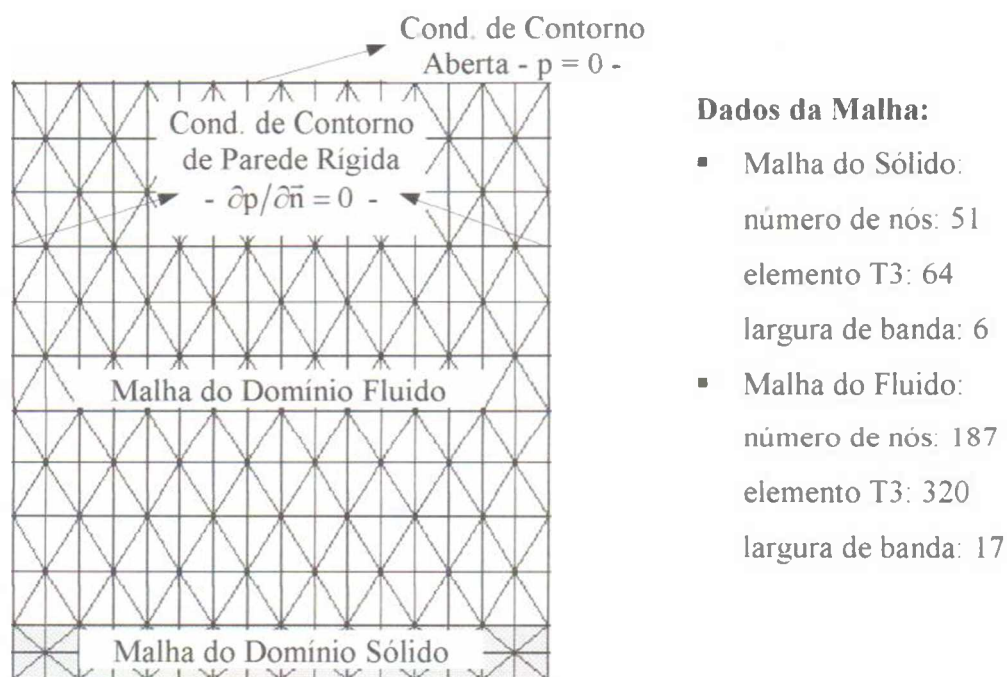 Cond. de Contorno
Aberta - p = 0 -
Cond. de Contorno
de Parede Rígida
- ∂p/∂n⃗ = 0 -
Malha do Domínio Fluido
Malha do Domínio Sólido
Dados da Malha:
▪ Malha do Sólido:
número de nós: 51
elemento T3: 64
largura de banda: 6
▪ Malha do Fluido:
número de nós: 187
elemento T3: 320
largura de banda: 17